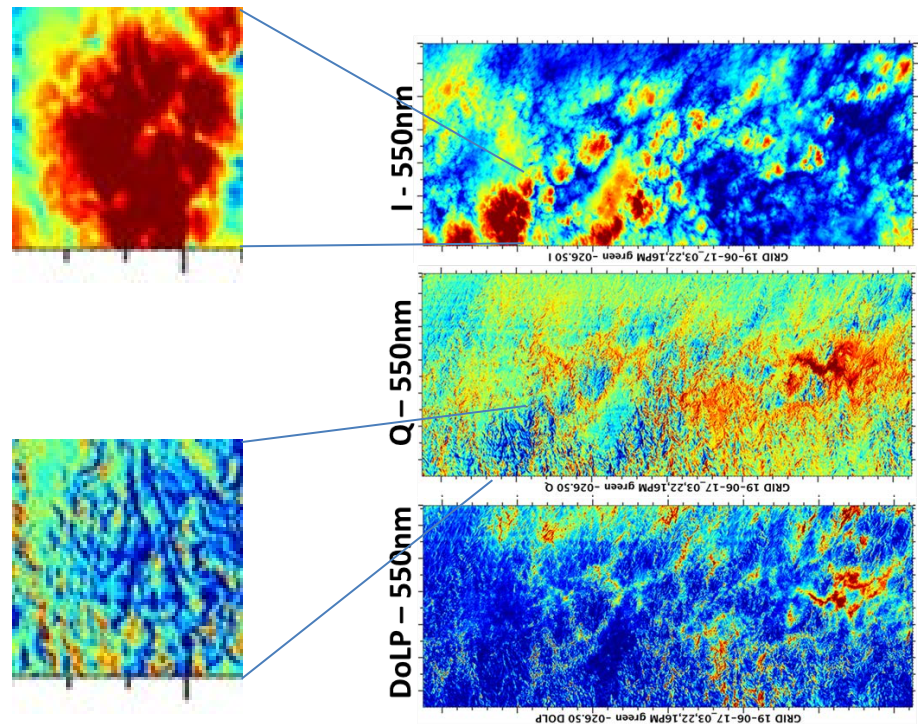 I - 550nm
GRID 19-06-17_03,22,16PM green - 026.50 I
Q – 550nm
GRID 19-06-17_03,22,16PM green - 026.50 Q
DoLP – 550nm
GRID 19-06-17_03,22,16PM green - 026.50 DOLP